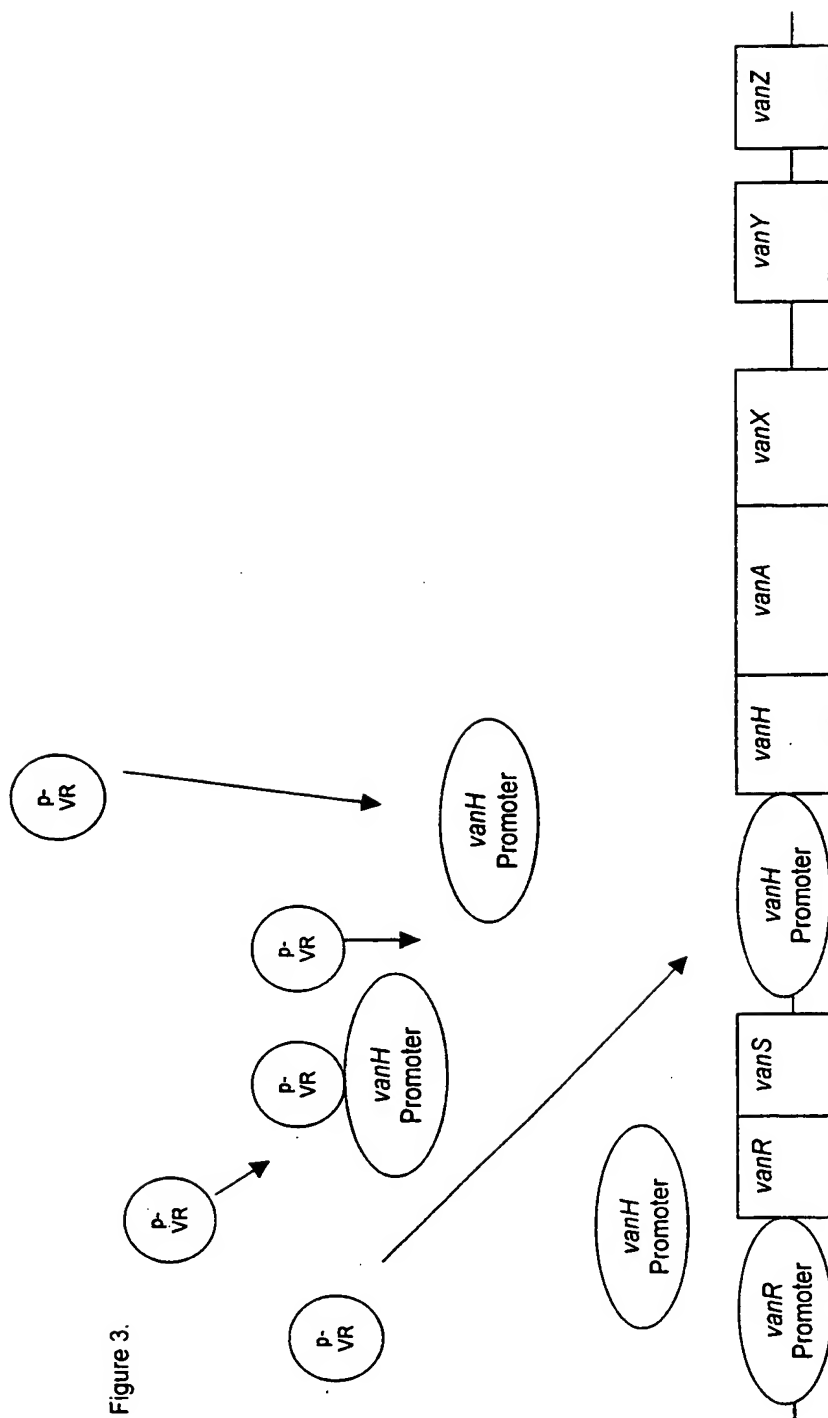 Figure 3.
p-
VR
p-
VR
p-
VR
p-
VR
p-
VR
vanH
Promoter
vanH
Promoter
vanH
Promoter
vanR
Promoter
vanR
vanS
vanH
Promoter
vanH
vanA
vanX
vanY
vanZ